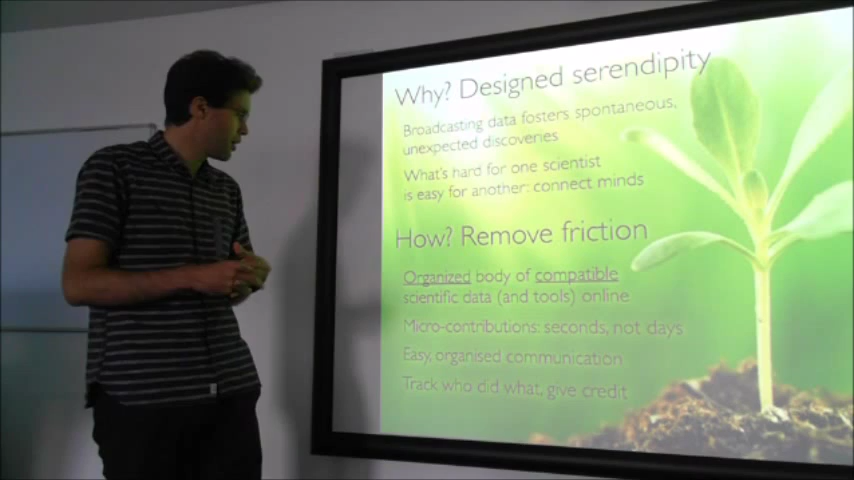 Why? Designed serendipity
Broadcasting data fosters spontaneous,
unexpected discoveries
What's hard for one scientist
is easy for another: connect minds
How? Remove friction
Organized body of compatible
scientific data (and tools) online
Micro-contributions: seconds, not days
Easy, organised communication
Track who did what, give credit